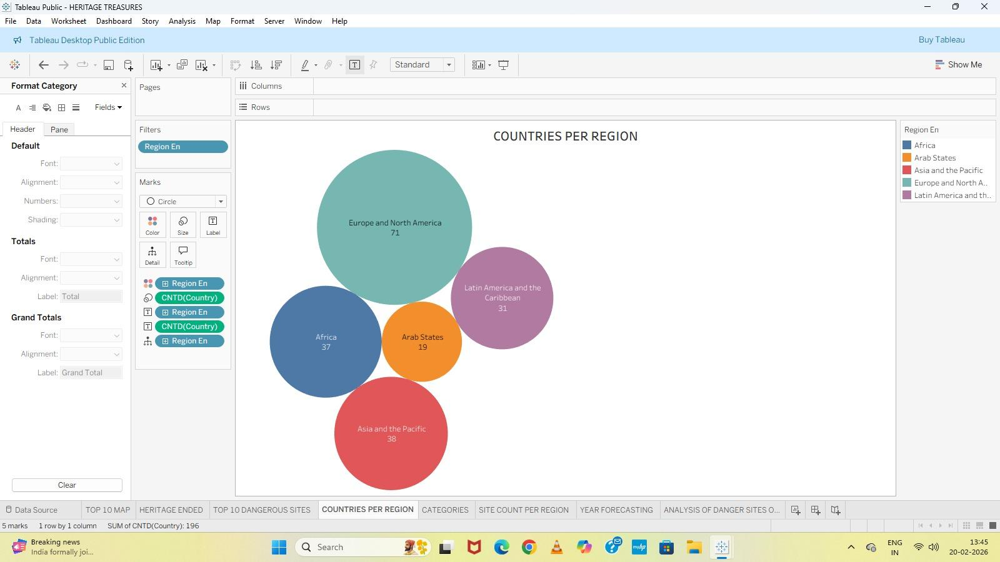 Tableau Public - HERITAGE TREASURES
File Data Worksheet Dashboard Story Analysis Map Format Server Window Help
Tableau Desktop Public Edition
Buy Tableau
Standard
Show Me
Format Category
Fields
Header Pane
Default
Font:
Alignment:
Numbers:
Shading:
Totals
Font:
Alignment:
Label: Total
Grand Totals
Font:
Alignment:
Label: Grand Total
Clear
Pages
Filters
Region En
Marks
Circle
Color Size Label
Detail Tooltip
Region En
CNTD(Country)
Region En
CNTD(Country)
Region En
Columns
Rows
COUNTRIES PER REGION
Europe and North America
71
Latin America and the
Caribbean
31
Africa
37
Arab States
19
Asia and the Pacific
38
Region En
Africa
Arab States
Asia and the Pacific
Europe and North A..
Latin America and th..
Data Source TOP 10 MAP HERITAGE ENDED TOP 10 DANGEROUS SITES COUNTRIES PER REGION CATEGORIES SITE COUNT PER REGION YEAR FORECASTING ANALYSIS OF DANGER SITES O...
5 marks 1 row by 1 column SUM of CNTD(Country): 196
Breaking news
India formally joi...
Search
myhp
ENG
IN
13:45
20-02-2026